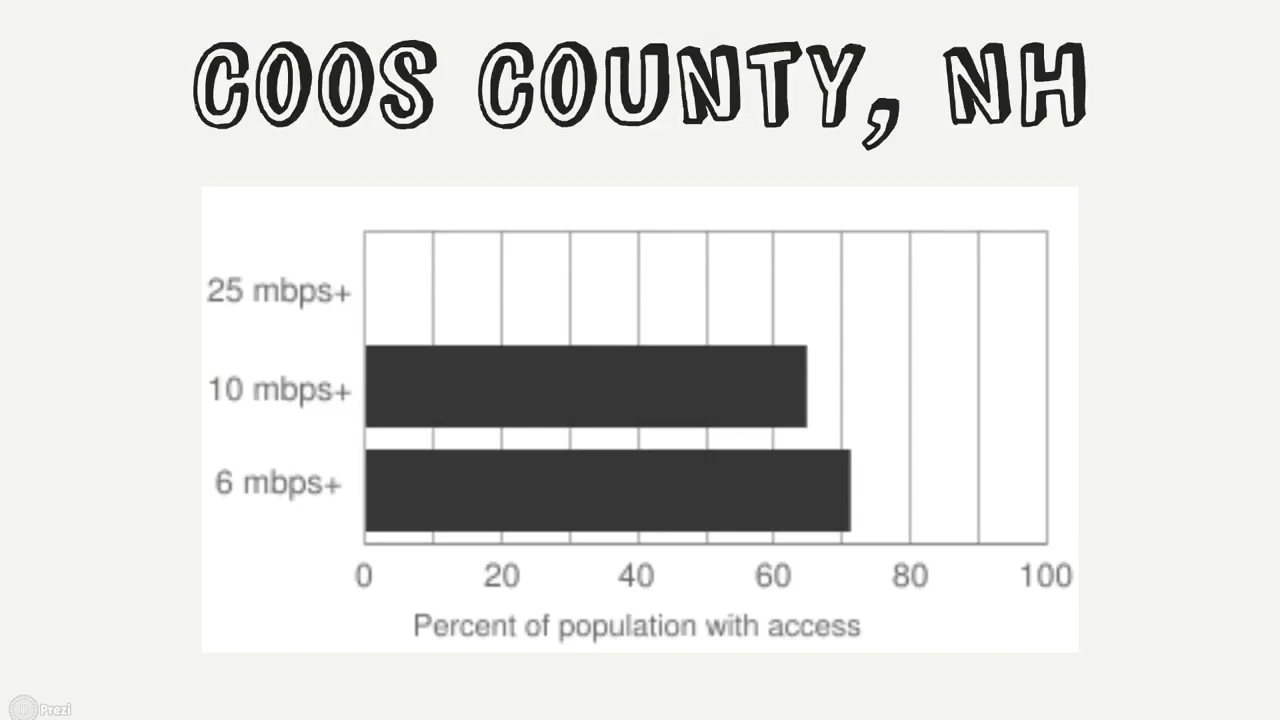 COOS COUNTY, NH
25 mbps+
10 mbps+
6 mbps+
0 20 40 60 80 100
Percent of population with access
Prezi